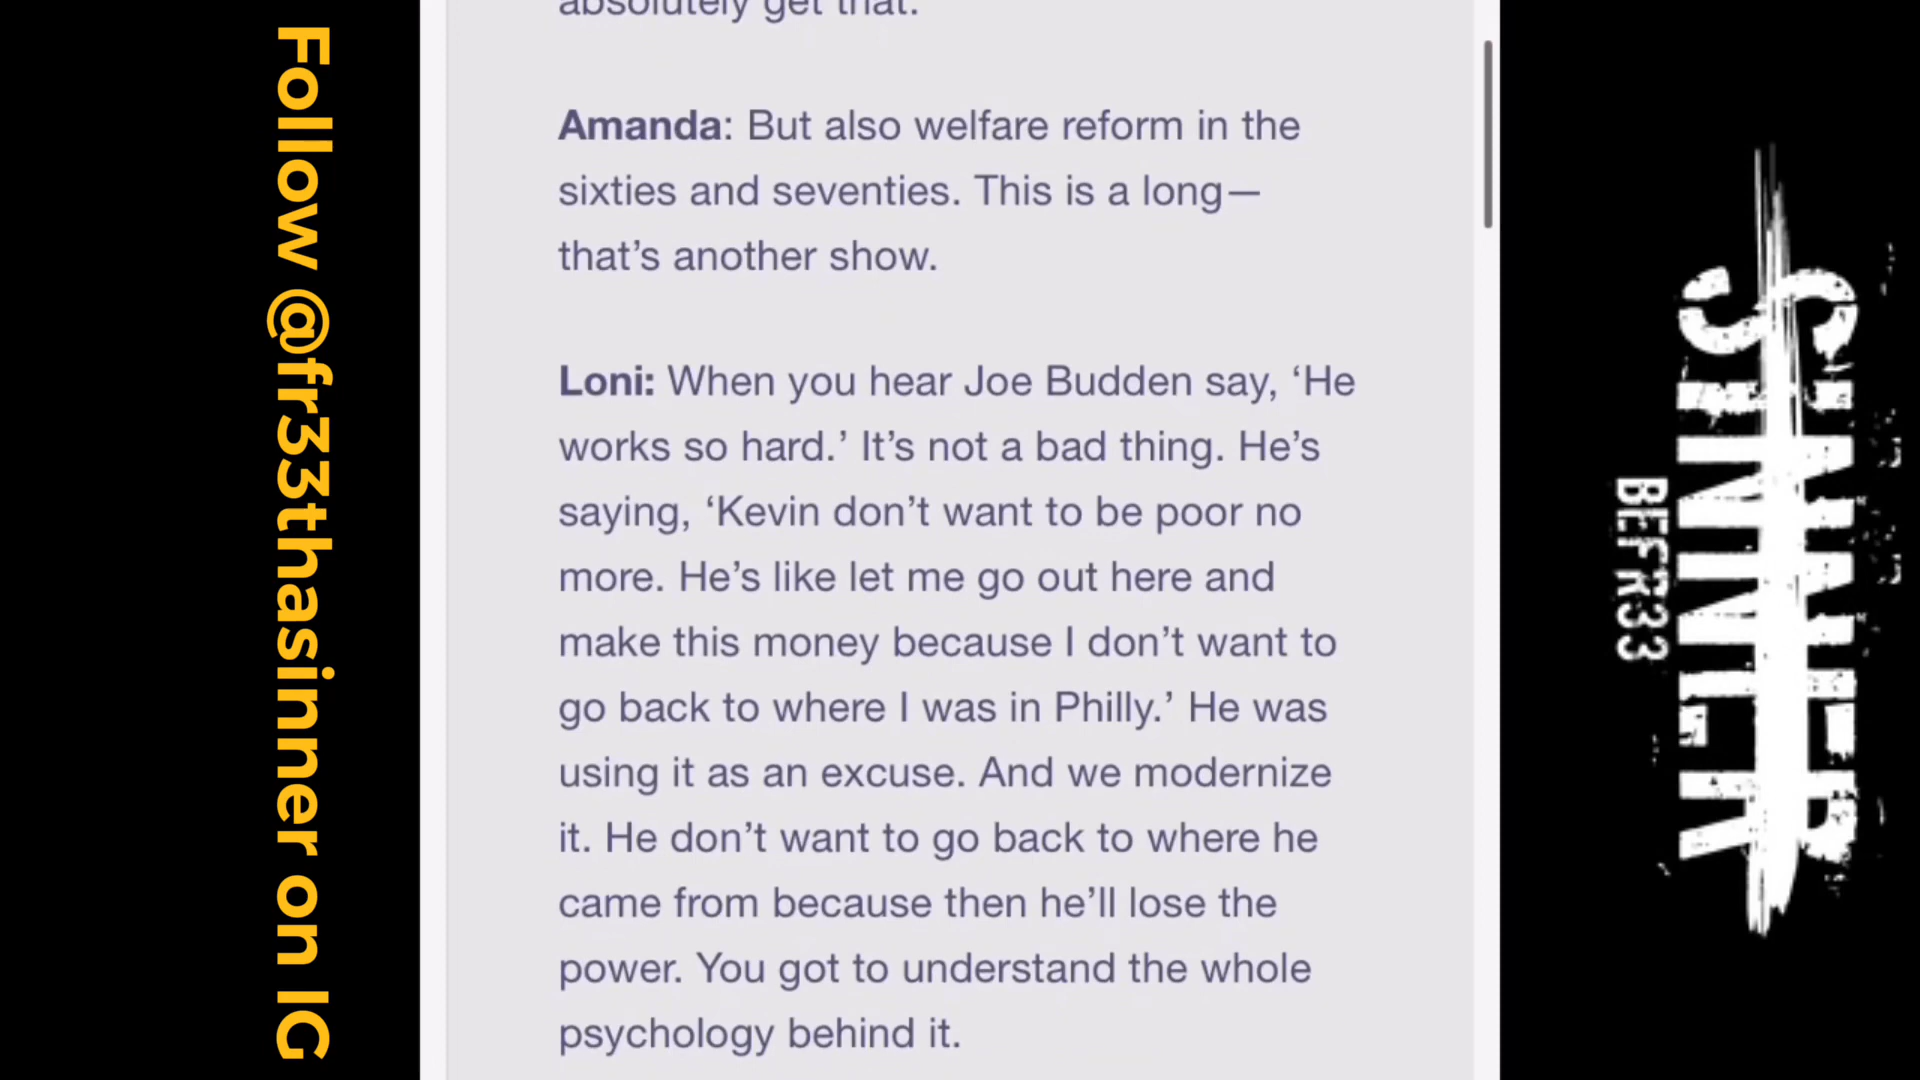 Follow @fr33thasinner on IG
absolutely get that.
Amanda: But also welfare reform in the
sixties and seventies. This is a long—
that’s another show.
Loni: When you hear Joe Budden say, ‘He
works so hard.’ It’s not a bad thing. He’s
saying, ‘Kevin don’t want to be poor no
more. He’s like let me go out here and
make this money because I don’t want to
go back to where I was in Philly.’ He was
using it as an excuse. And we modernize
it. He don’t want to go back to where he
came from because then he’ll lose the
power. You got to understand the whole
psychology behind it.
SINNER
BEFR33